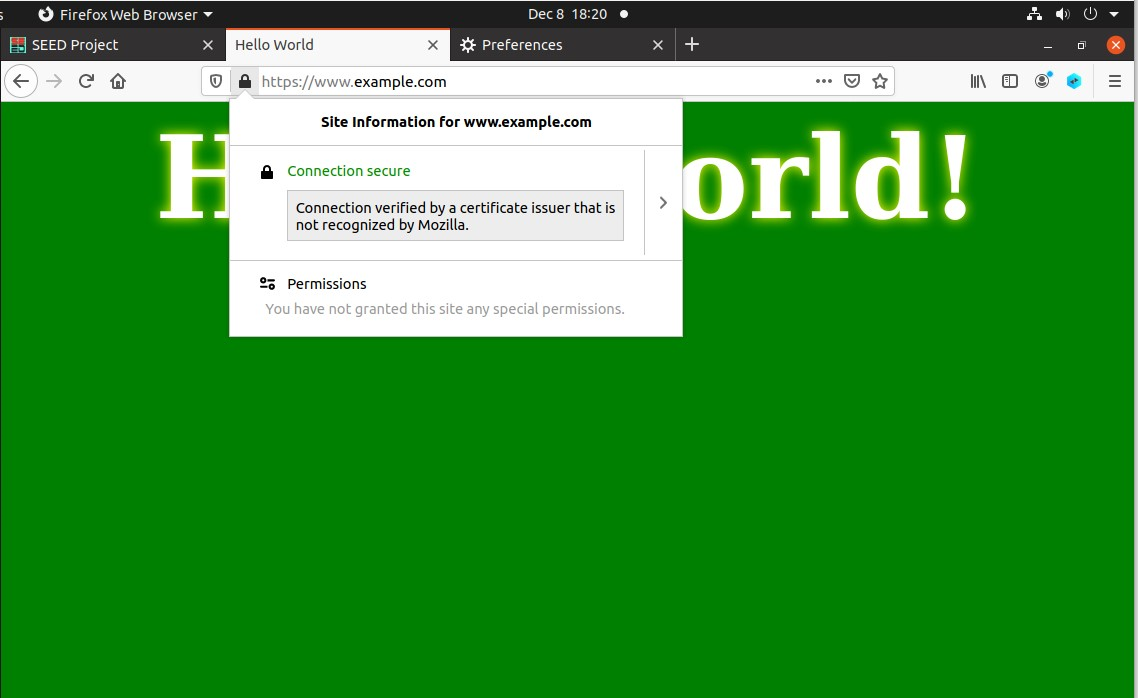 s Firefox Web Browser Dec 8 18:20
SEED Project Hello World Preferences
https://www.example.com
Site Information for www.example.com
H orld!
Connection secure
Connection verified by a certificate issuer that is
not recognized by Mozilla.
Permissions
You have not granted this site any special permissions.